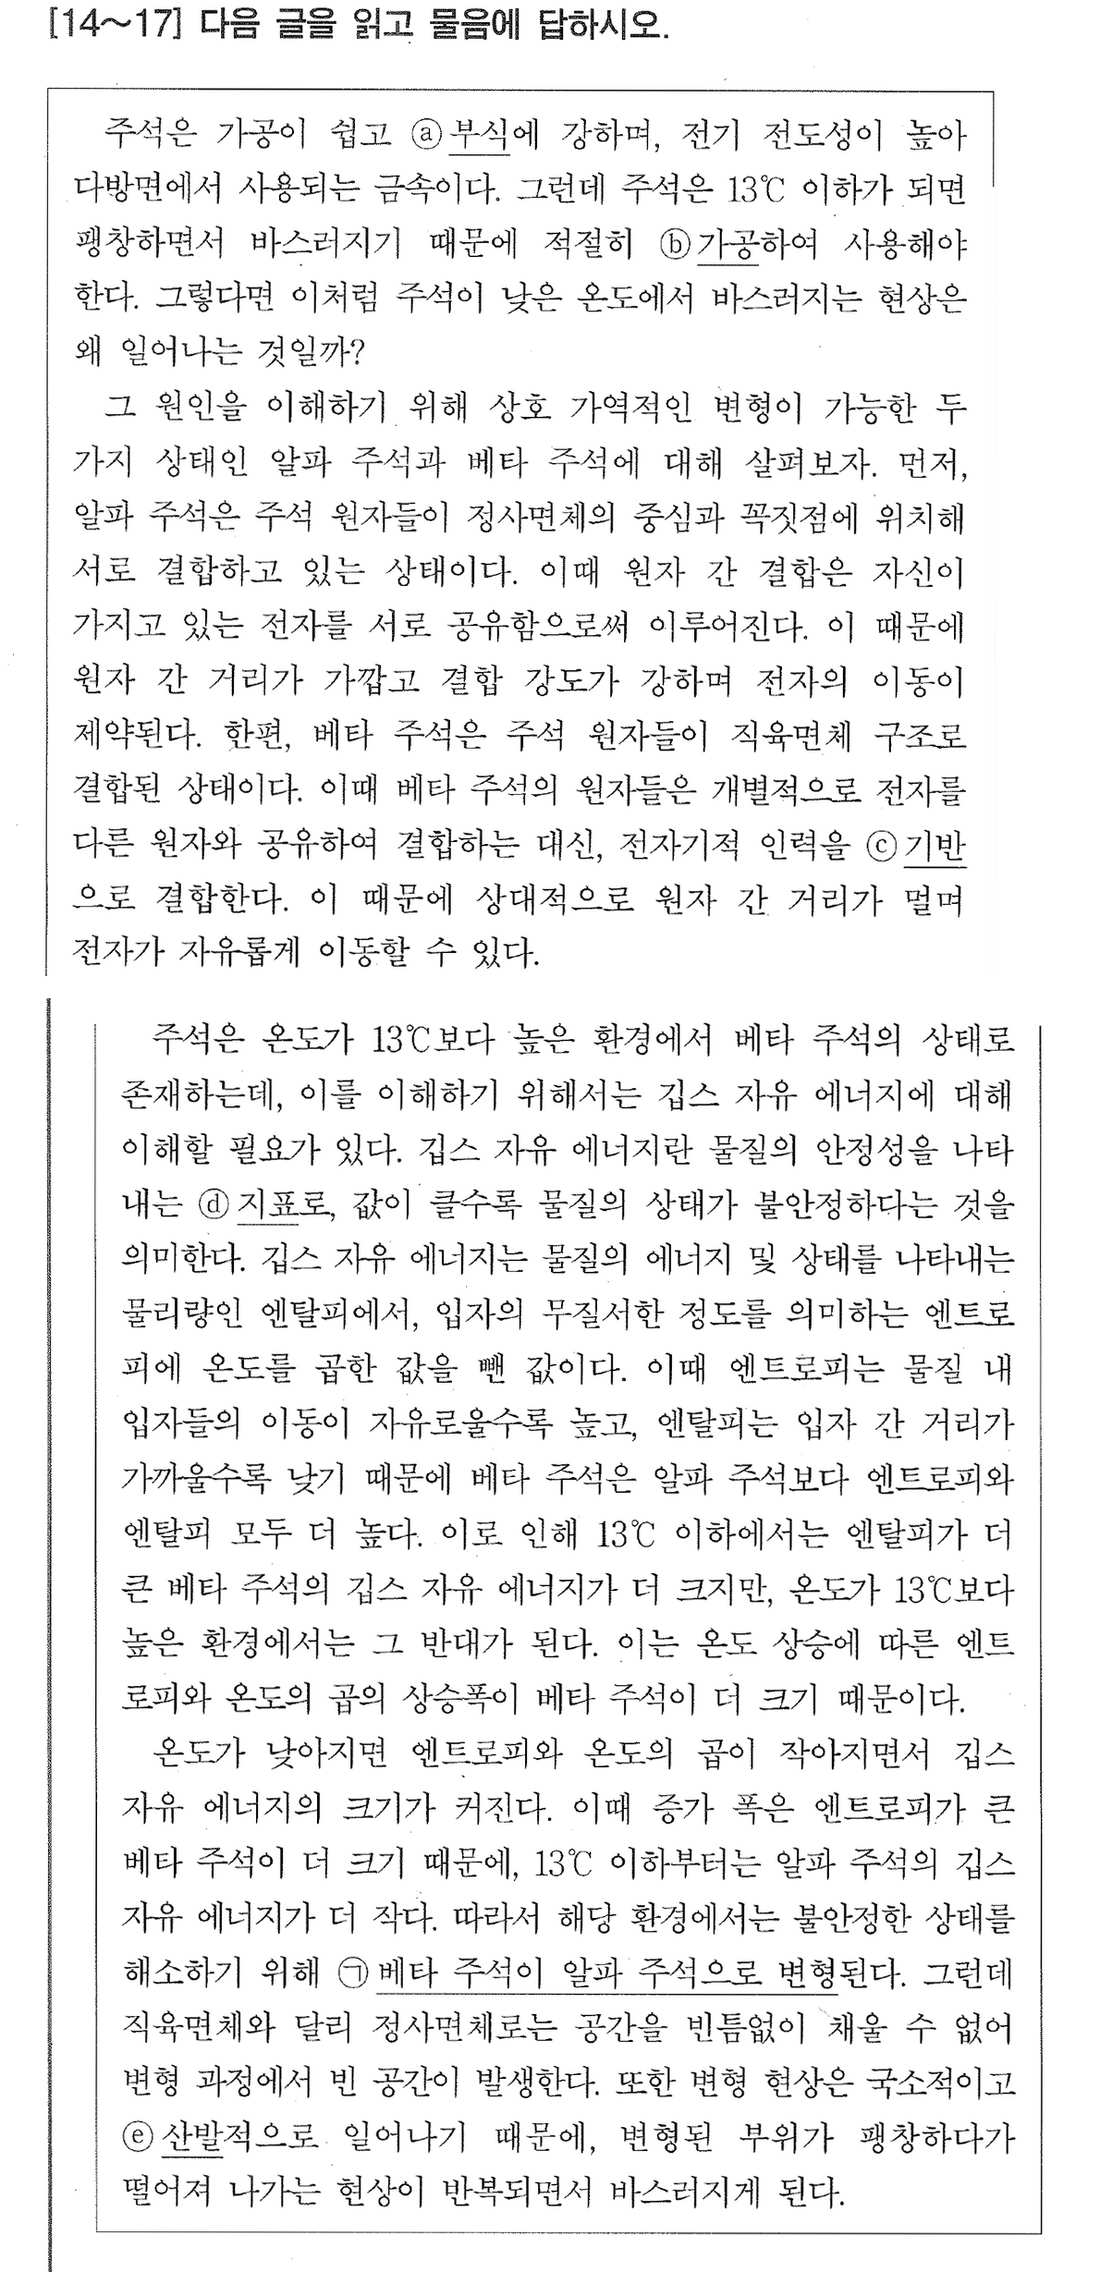 [14~17] 다음 글을 읽고 물음에 답하시오.
주석은 가공이 쉽고 ⓐ부식에 강하며, 전기 전도성이 높아
다방면에서 사용되는 금속이다. 그런데 주석은 13℃ 이하가 되면
팽창하면서 바스러지기 때문에 적절히 ⓑ가공하여 사용해야
한다. 그렇다면 이처럼 주석이 낮은 온도에서 바스러지는 현상은
왜 일어나는 것일까?
그 원인을 이해하기 위해 상호 가역적인 변형이 가능한 두
가지 상태인 알파 주석과 베타 주석에 대해 살펴보자. 먼저,
알파 주석은 주석 원자들이 정사면체의 중심과 꼭짓점에 위치해
서로 결합하고 있는 상태이다. 이때 원자 간 결합은 자신이
가지고 있는 전자를 서로 공유함으로써 이루어진다. 이 때문에
원자 간 거리가 가깝고 결합 강도가 강하며 전자의 이동이
제약된다. 한편, 베타 주석은 주석 원자들이 직육면체 구조로
결합된 상태이다. 이때 베타 주석의 원자들은 개별적으로 전자를
다른 원자와 공유하여 결합하는 대신, 전자기적 인력을 ⓒ기반
으로 결합한다. 이 때문에 상대적으로 원자 간 거리가 멀며
전자가 자유롭게 이동할 수 있다.
주석은 온도가 13℃보다 높은 환경에서 베타 주석의 상태로
존재하는데, 이를 이해하기 위해서는 깁스 자유 에너지에 대해
이해할 필요가 있다. 깁스 자유 에너지란 물질의 안정성을 나타
내는 ⓓ지표로, 값이 클수록 물질의 상태가 불안정하다는 것을
의미한다. 깁스 자유 에너지는 물질의 에너지 및 상태를 나타내는
물리량인 엔탈피에서, 입자의 무질서한 정도를 의미하는 엔트로
피에 온도를 곱한 값을 뺀 값이다. 이때 엔트로피는 물질 내
입자들의 이동이 자유로울수록 높고, 엔탈피는 입자 간 거리가
가까울수록 낮기 때문에 베타 주석은 알파 주석보다 엔트로피와
엔탈피 모두 더 높다. 이로 인해 13℃ 이하에서는 엔탈피가 더
큰 베타 주석의 깁스 자유 에너지가 더 크지만, 온도가 13℃보다
높은 환경에서는 그 반대가 된다. 이는 온도 상승에 따른 엔트
로피와 온도의 곱의 상승폭이 베타 주석이 더 크기 때문이다.
온도가 낮아지면 엔트로피와 온도의 곱이 작아지면서 깁스
자유 에너지의 크기가 커진다. 이때 증가 폭은 엔트로피가 큰
베타 주석이 더 크기 때문에, 13℃ 이하부터는 알파 주석의 깁스
자유 에너지가 더 작다. 따라서 해당 환경에서는 불안정한 상태를
해소하기 위해 ㉠베타 주석이 알파 주석으로 변형된다. 그런데
직육면체와 달리 정사면체로는 공간을 빈틈없이 채울 수 없어
변형 과정에서 빈 공간이 발생한다. 또한 변형 현상은 국소적이고
ⓔ산발적으로 일어나기 때문에, 변형된 부위가 팽창하다가
떨어져 나가는 현상이 반복되면서 바스러지게 된다.